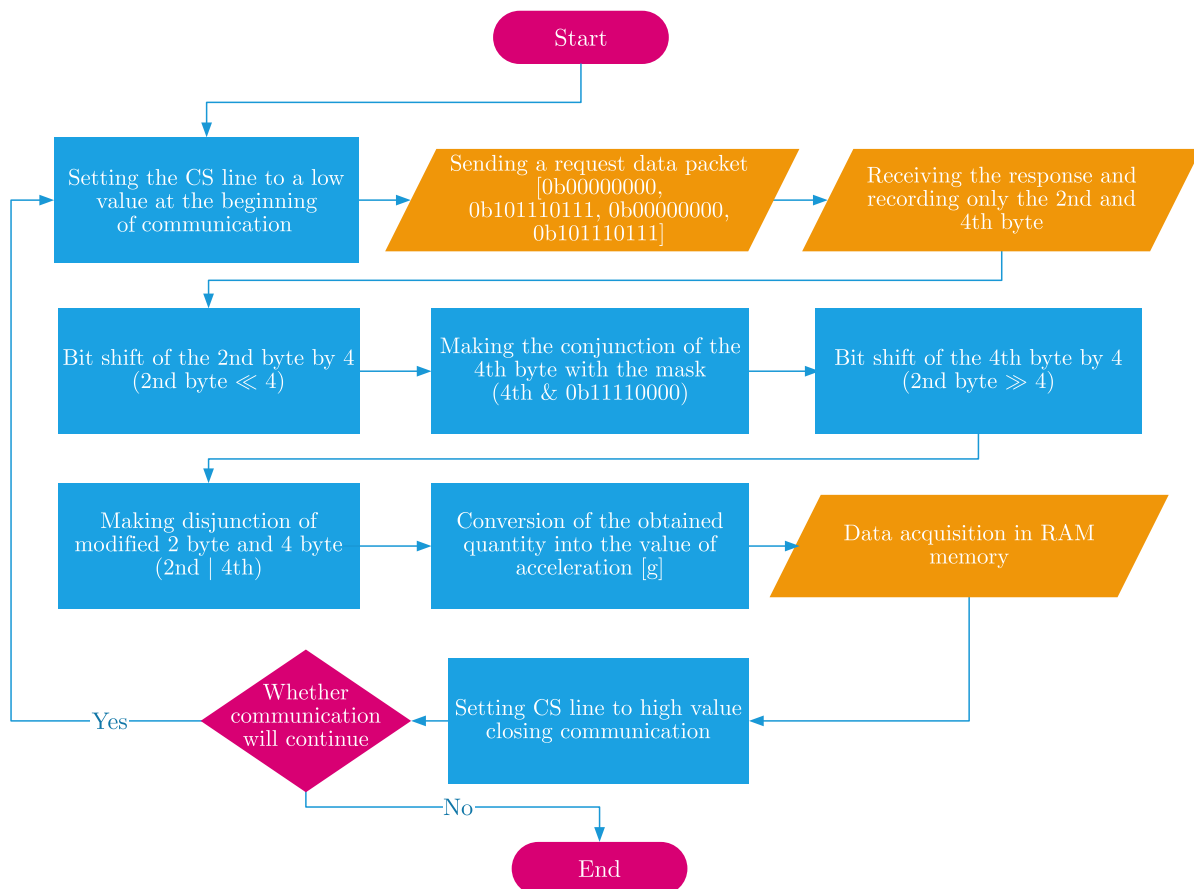 Start
Setting the CS line to a low
value at the beginning
of communication
Sending a request data packet
[0b00000000,
0b101110111, 0b00000000,
0b101110111]
Receiving the response and
recording only the 2nd and
4th byte
Bit shift of the 2nd byte by 4
(2nd byte ≪ 4)
Making the conjunction of the
4th byte with the mask
(4th & 0b11110000)
Bit shift of the 4th byte by 4
(2nd byte ≫ 4)
Making disjunction of
modified 2 byte and 4 byte
(2nd | 4th)
Conversion of the obtained
quantity into the value of
acceleration [g]
Data acquisition in RAM
memory
Setting CS line to high value
closing communication
Whether
communication
will continue
Yes
No
End